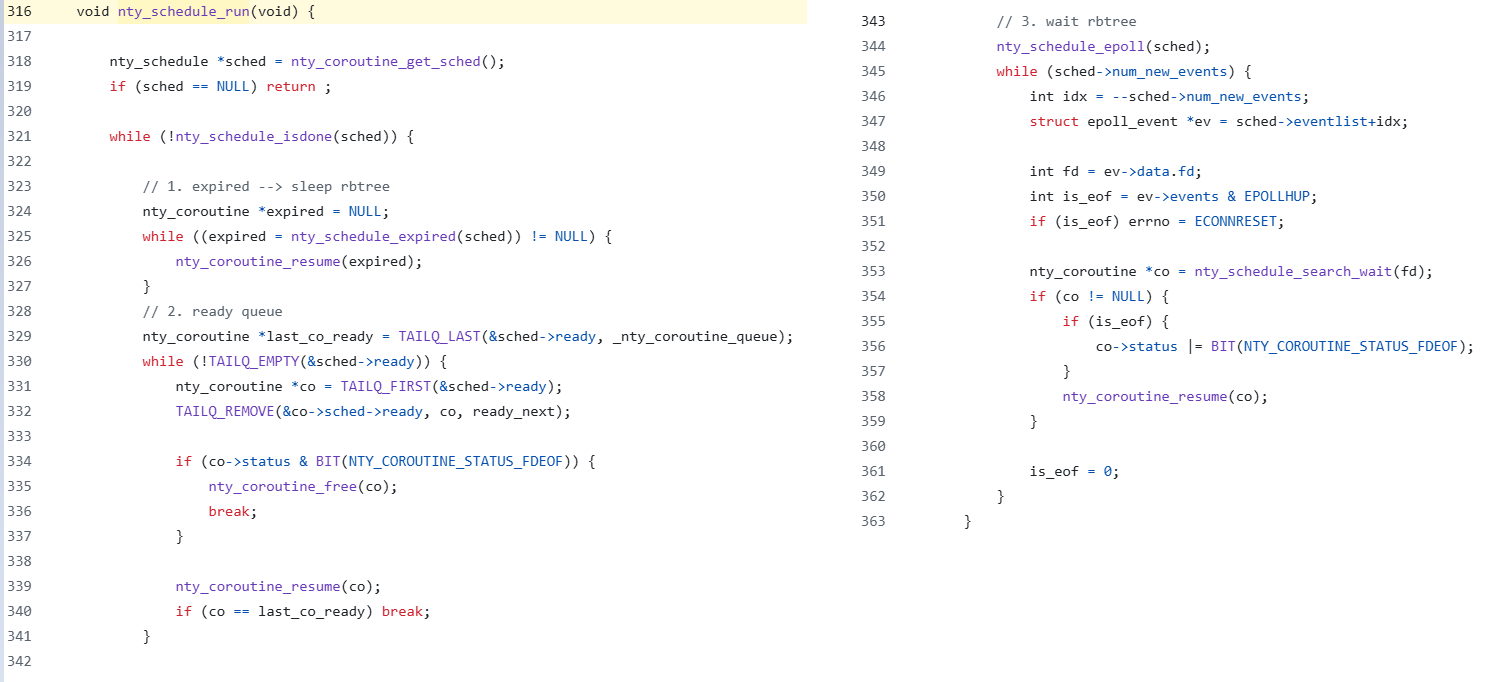 316 void nty_schedule_run(void) {
317
318 nty_schedule *sched = nty_coroutine_get_sched();
319 if (sched == NULL) return ;
320
321 while (!nty_schedule_isdone(sched)) {
322
323 // 1. expired --> sleep rbtree
324 nty_coroutine *expired = NULL;
325 while ((expired = nty_schedule_expired(sched)) != NULL) {
326 nty_coroutine_resume(expired);
327 }
328 // 2. ready queue
329 nty_coroutine *last_co_ready = TAILQ_LAST(&sched->ready, _nty_coroutine_queue);
330 while (!TAILQ_EMPTY(&sched->ready)) {
331 nty_coroutine *co = TAILQ_FIRST(&sched->ready);
332 TAILQ_REMOVE(&co->sched->ready, co, ready_next);
333
334 if (co->status & BIT(NTY_COROUTINE_STATUS_FDEOF)) {
335 nty_coroutine_free(co);
336 break;
337 }
338
339 nty_coroutine_resume(co);
340 if (co == last_co_ready) break;
341 }
342
343 // 3. wait rbtree
344 nty_schedule_epoll(sched);
345 while (sched->num_new_events) {
346 int idx = --sched->num_new_events;
347 struct epoll_event *ev = sched->eventlist+idx;
348
349 int fd = ev->data.fd;
350 int is_eof = ev->events & EPOLLHUP;
351 if (is_eof) errno = ECONNRESET;
352
353 nty_coroutine *co = nty_schedule_search_wait(fd);
354 if (co != NULL) {
355 if (is_eof) {
356 co->status |= BIT(NTY_COROUTINE_STATUS_FDEOF);
357 }
358 nty_coroutine_resume(co);
359 }
360
361 is_eof = 0;
362 }
363 }